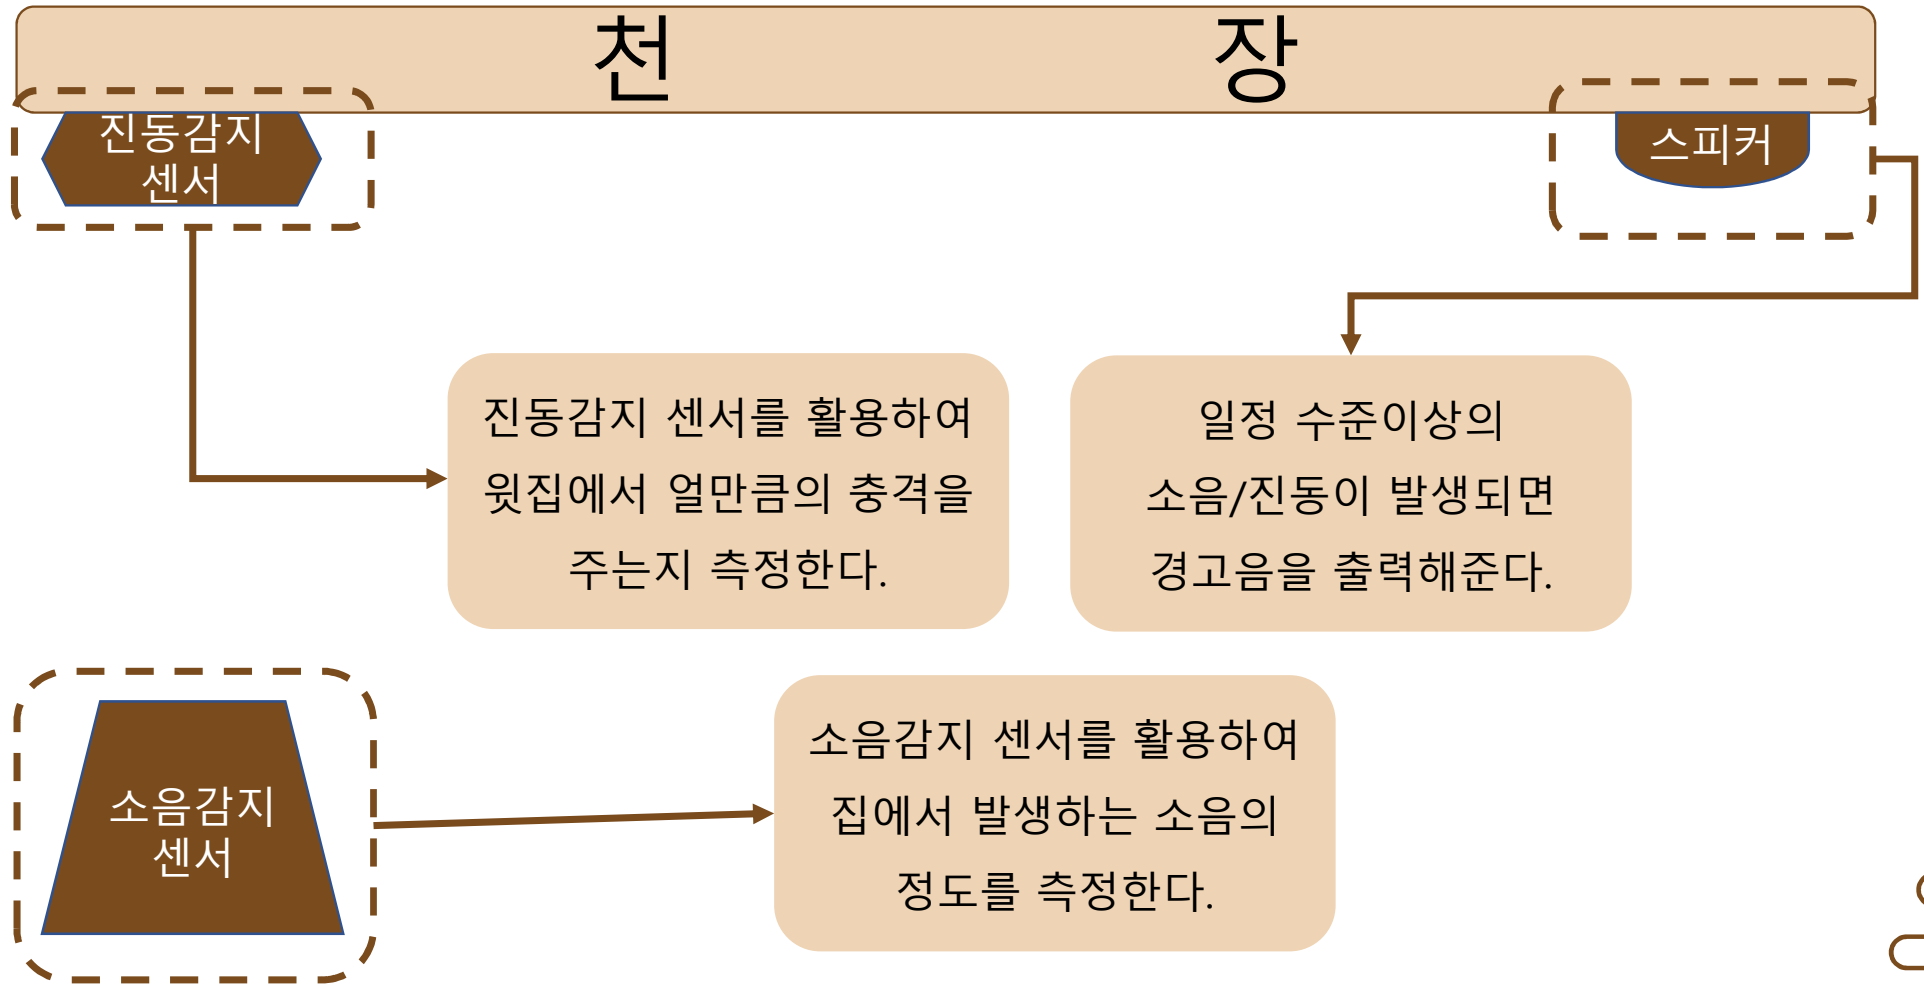 천 장
진동감지
센서
스피커
진동감지 센서를 활용하여
윗집에서 얼만큼의 충격을
주는지 측정한다.
일정 수준이상의
소음/진동이 발생되면
경고음을 출력해준다.
소음감지
센서
소음감지 센서를 활용하여
집에서 발생하는 소음의
정도를 측정한다.